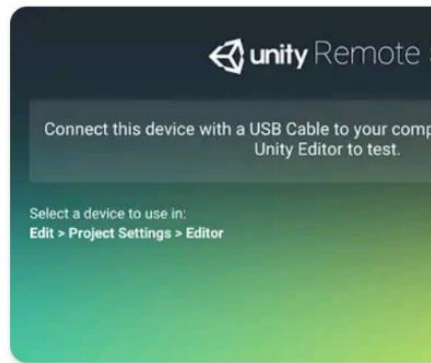 unity Remote
Connect this device with a USB Cable to your
Unity Editor to test.
Select a device to use in:
Edit > Project Settings > Editor